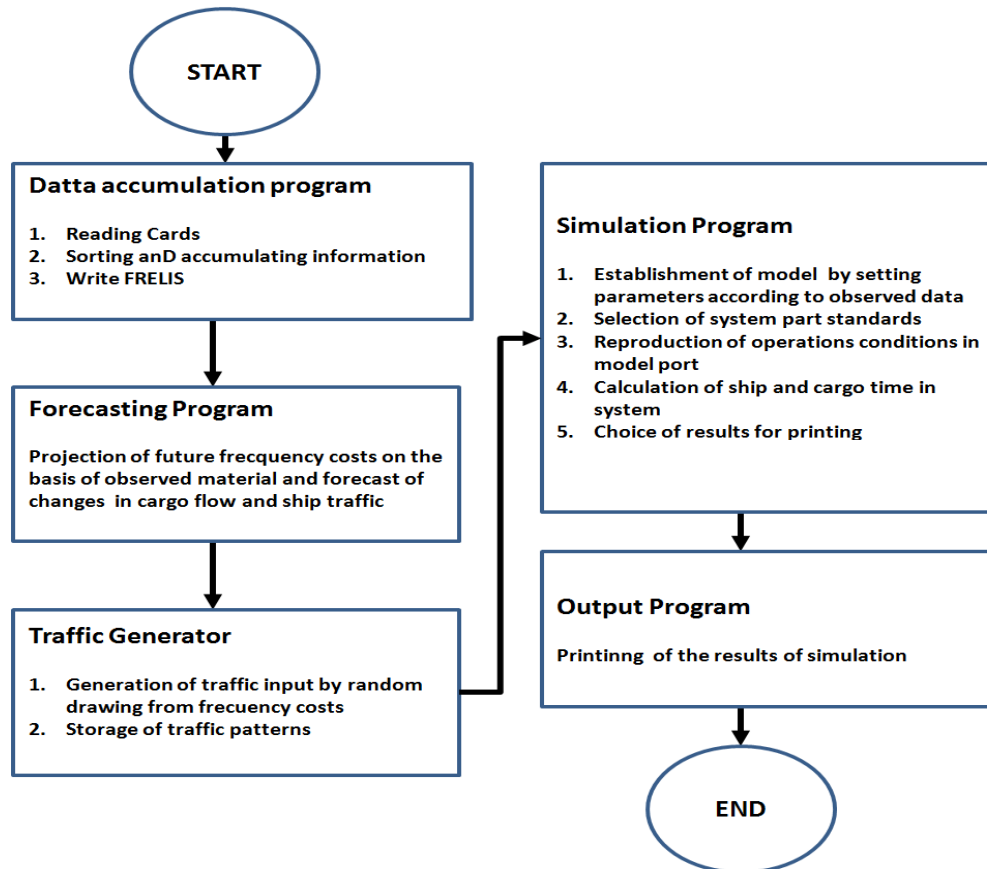 START
Datta accumulation program
1. Reading Cards
2. Sorting anD accumulating information
3. Write FRELIS
Forecasting Program
Projection of future frecquency costs on the
basis of observed material and forecast of
changes in cargo flow and ship traffic
Traffic Generator
1. Generation of traffic input by random
drawing from frecuency costs
2. Storage of traffic patterns
Simulation Program
1. Establishment of model by setting
parameters according to observed data
2. Selection of system part standards
3. Reproduction of operations conditions in
model port
4. Calculation of ship and cargo time in
system
5. Choice of results for printing
Output Program
Printinng of the results of simulation
END